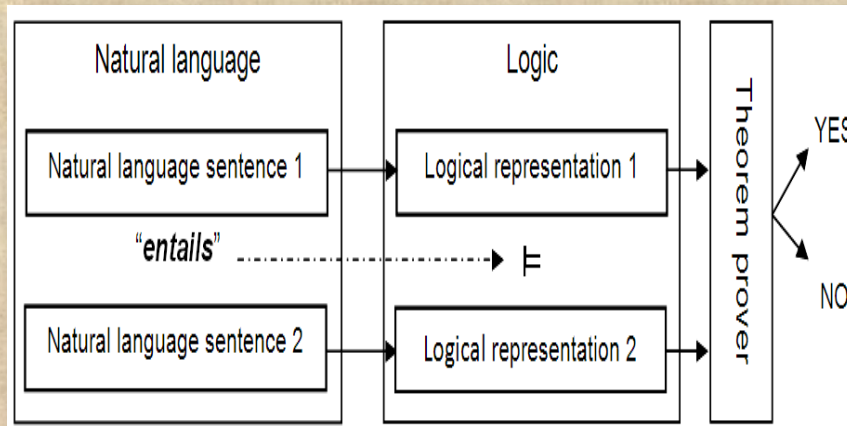 Natural language
Logic
Natural language sentence 1
Logical representation 1
Theorem prover
YES
"entails"
⊨
NO
Natural language sentence 2
Logical representation 2